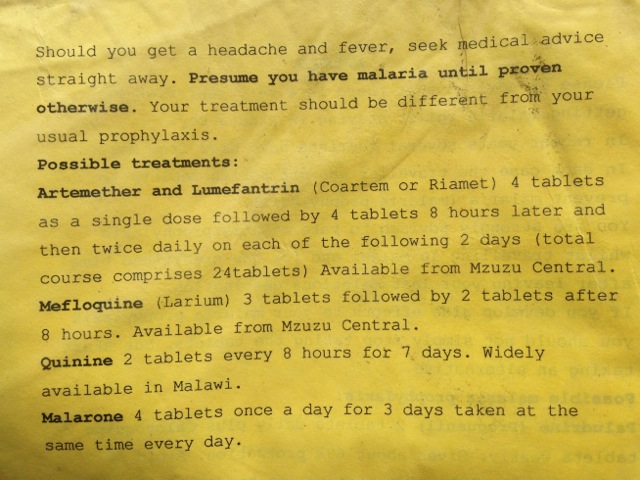 Should you get a headache and fever, seek medical advice
straight away. Presume you have malaria until proven
otherwise. Your treatment should be different from your
usual prophylaxis.
Possible treatments:
Artemether and Lumefantrin (Coartem or Riamet) 4 tablets
as a single dose followed by 4 tablets 8 hours later and
then twice daily on each of the following 2 days (total
course comprises 24tablets) Available from Mzuzu Central.
Mefloquine (Larium) 3 tablets followed by 2 tablets after
8 hours. Available from Mzuzu Central.
Quinine 2 tablets every 8 hours for 7 days. Widely
available in Malawi.
Malarone 4 tablets once a day for 3 days taken at the
same time every day.